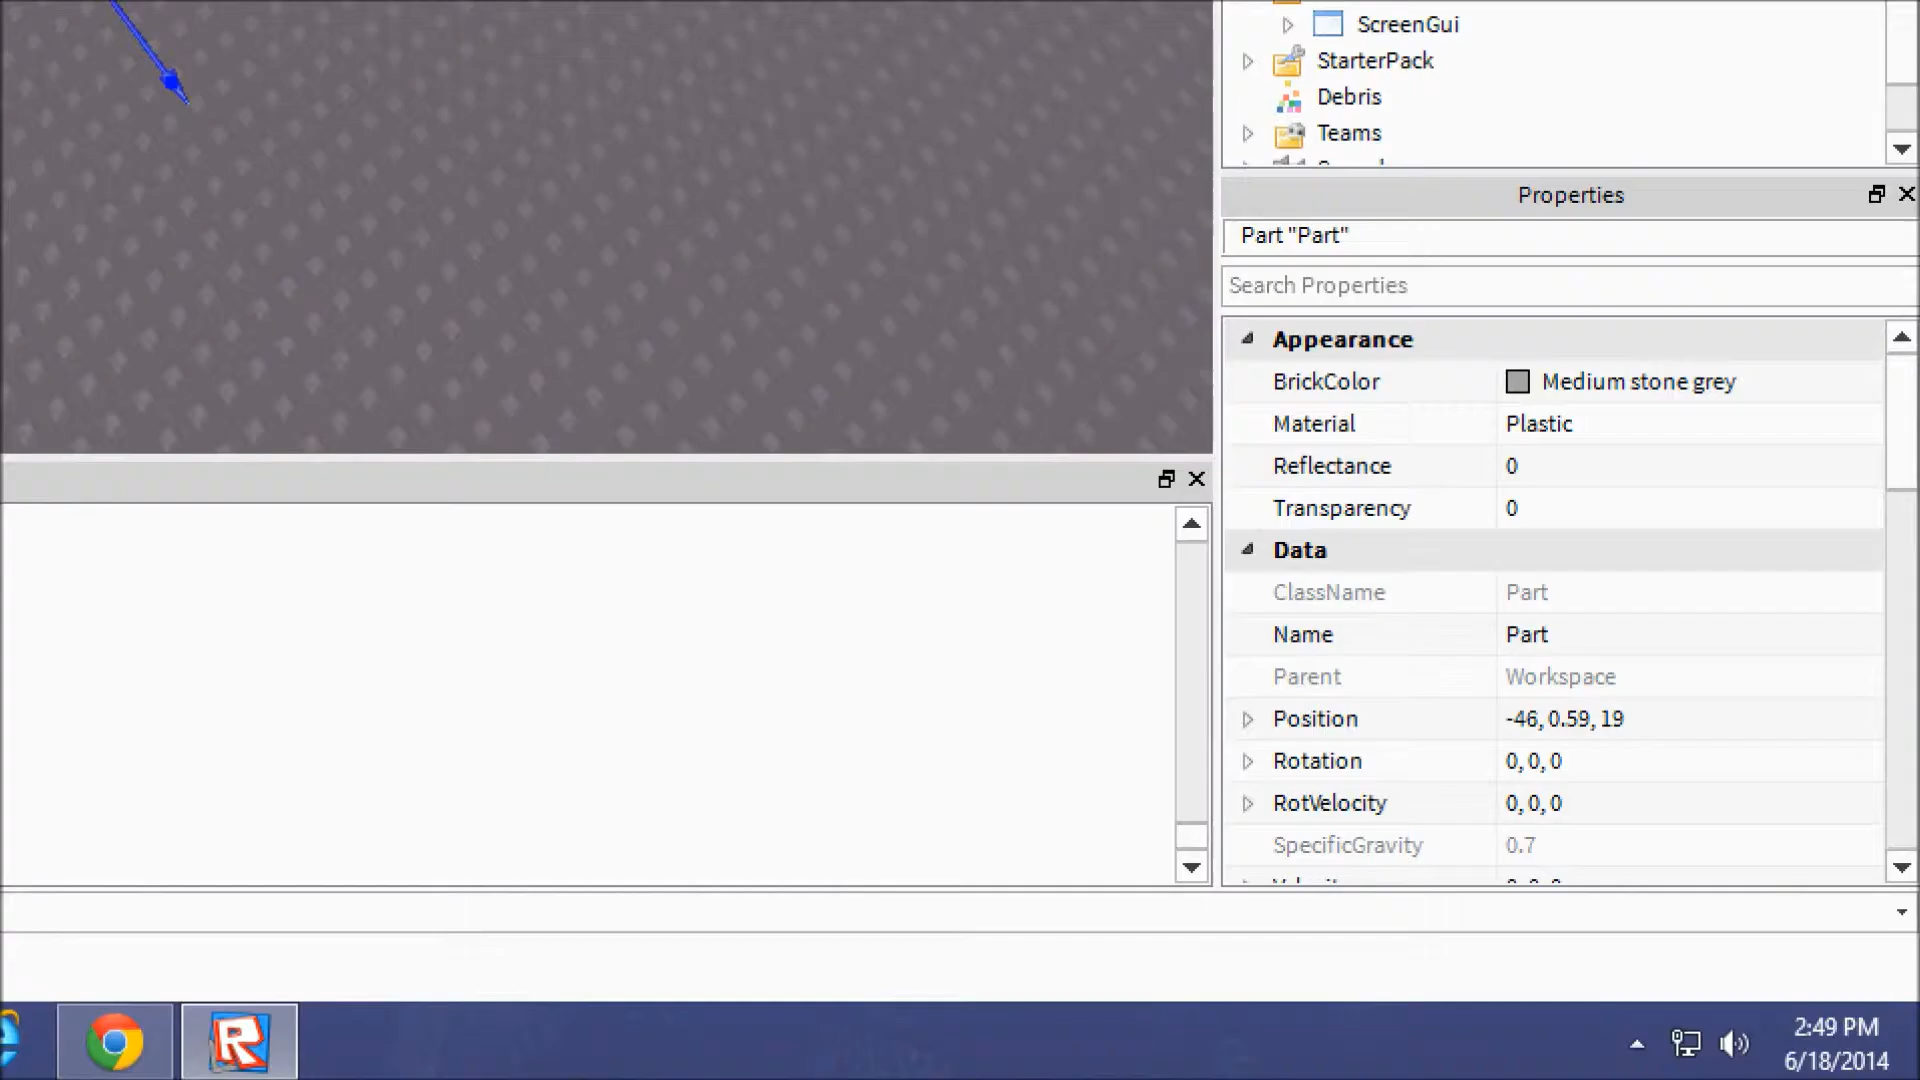 ScreenGui
StarterPack
Debris
Teams
Properties
Part "Part"
Search Properties
Appearance
BrickColor Medium stone grey
Material Plastic
Reflectance 0
Transparency 0
Data
ClassName Part
Name Part
Parent Workspace
Position -46, 0.59, 19
Rotation 0, 0, 0
RotVelocity 0, 0, 0
SpecificGravity 0.7
2:49 PM
6/18/2014